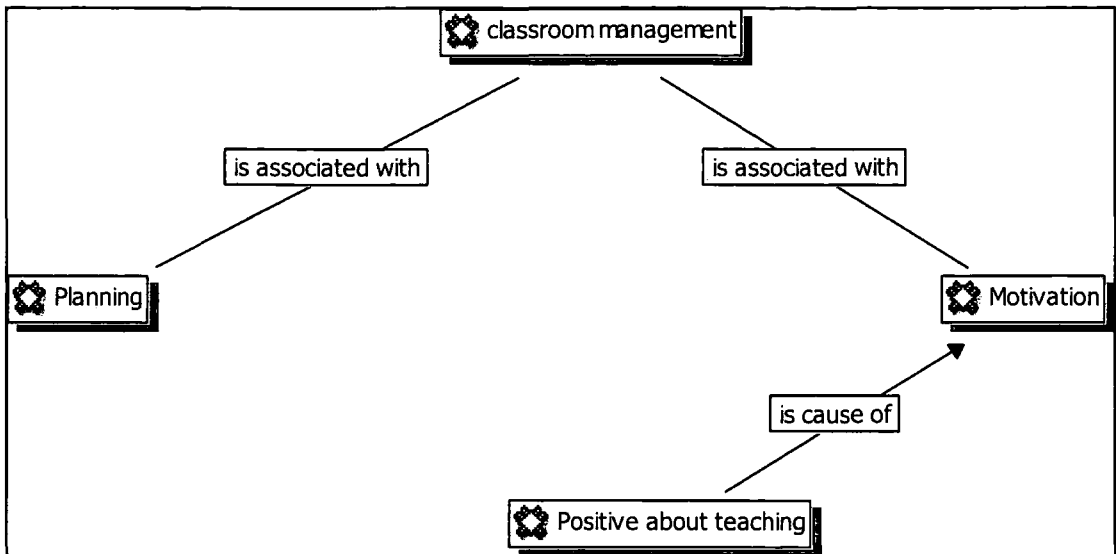 classroom management
is associated with
is associated with
Planning
Motivation
is cause of
Positive about teaching